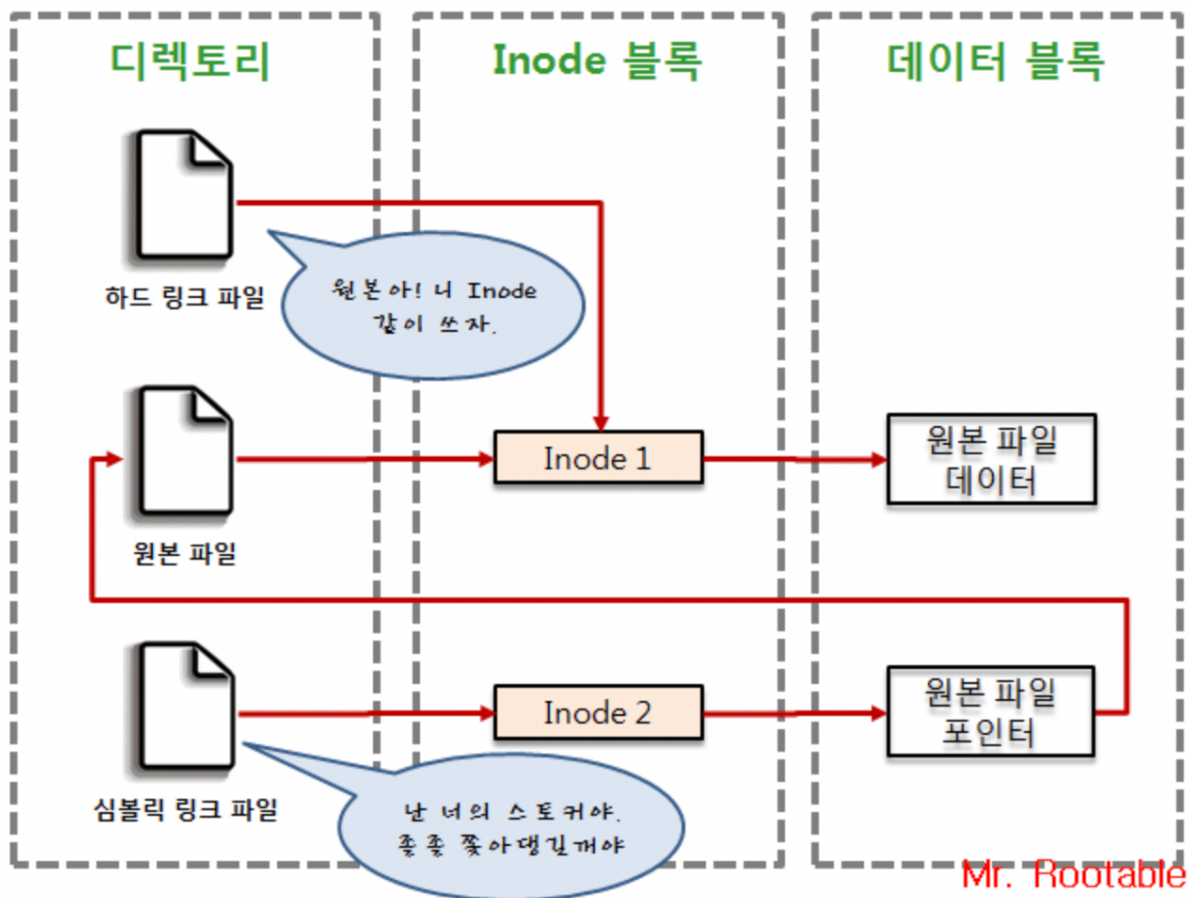 디렉토리
Inode 블록
데이터 블록
하드 링크 파일
원본아! 니 Inode
같이 쓰자.
원본 파일
Inode 1
원본 파일
데이터
심볼릭 링크 파일
Inode 2
원본 파일
포인터
난 너의 스토커야.
졸졸 쫓아댕길꺼야
Mr. Rootable